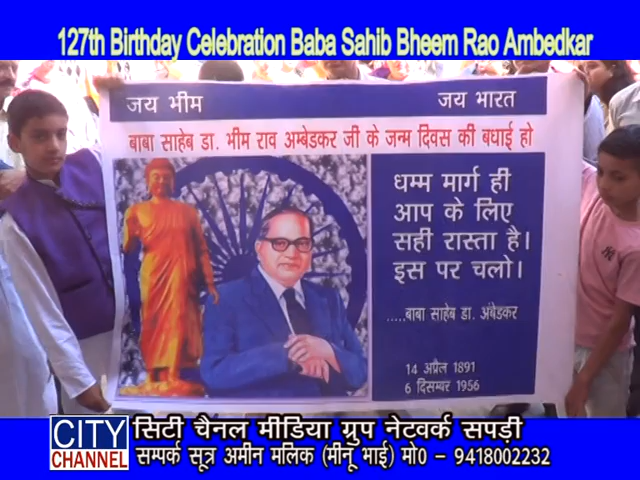 127th Birthday Celebration Baba Sahib Bheem Rao Ambedkar
जय भीम
जय भारत
बाबा साहेब डा. भीम राव अम्बेडकर जी के जन्म दिवस की बधाई हो
धम्म मार्ग ही
आप के लिए
सही रास्ता है।
इस पर चलो।
.....बाबा साहेब डा. अंबेडकर
14 अप्रैल 1891
6 दिसम्बर 1956
CITY
CHANNEL
सिटी चैनल मीडिया ग्रुप नेटवर्क सपड़ी
सम्पर्क सूत्र अमीन मलिक (मीनू भाई) मो0 - 9418002232